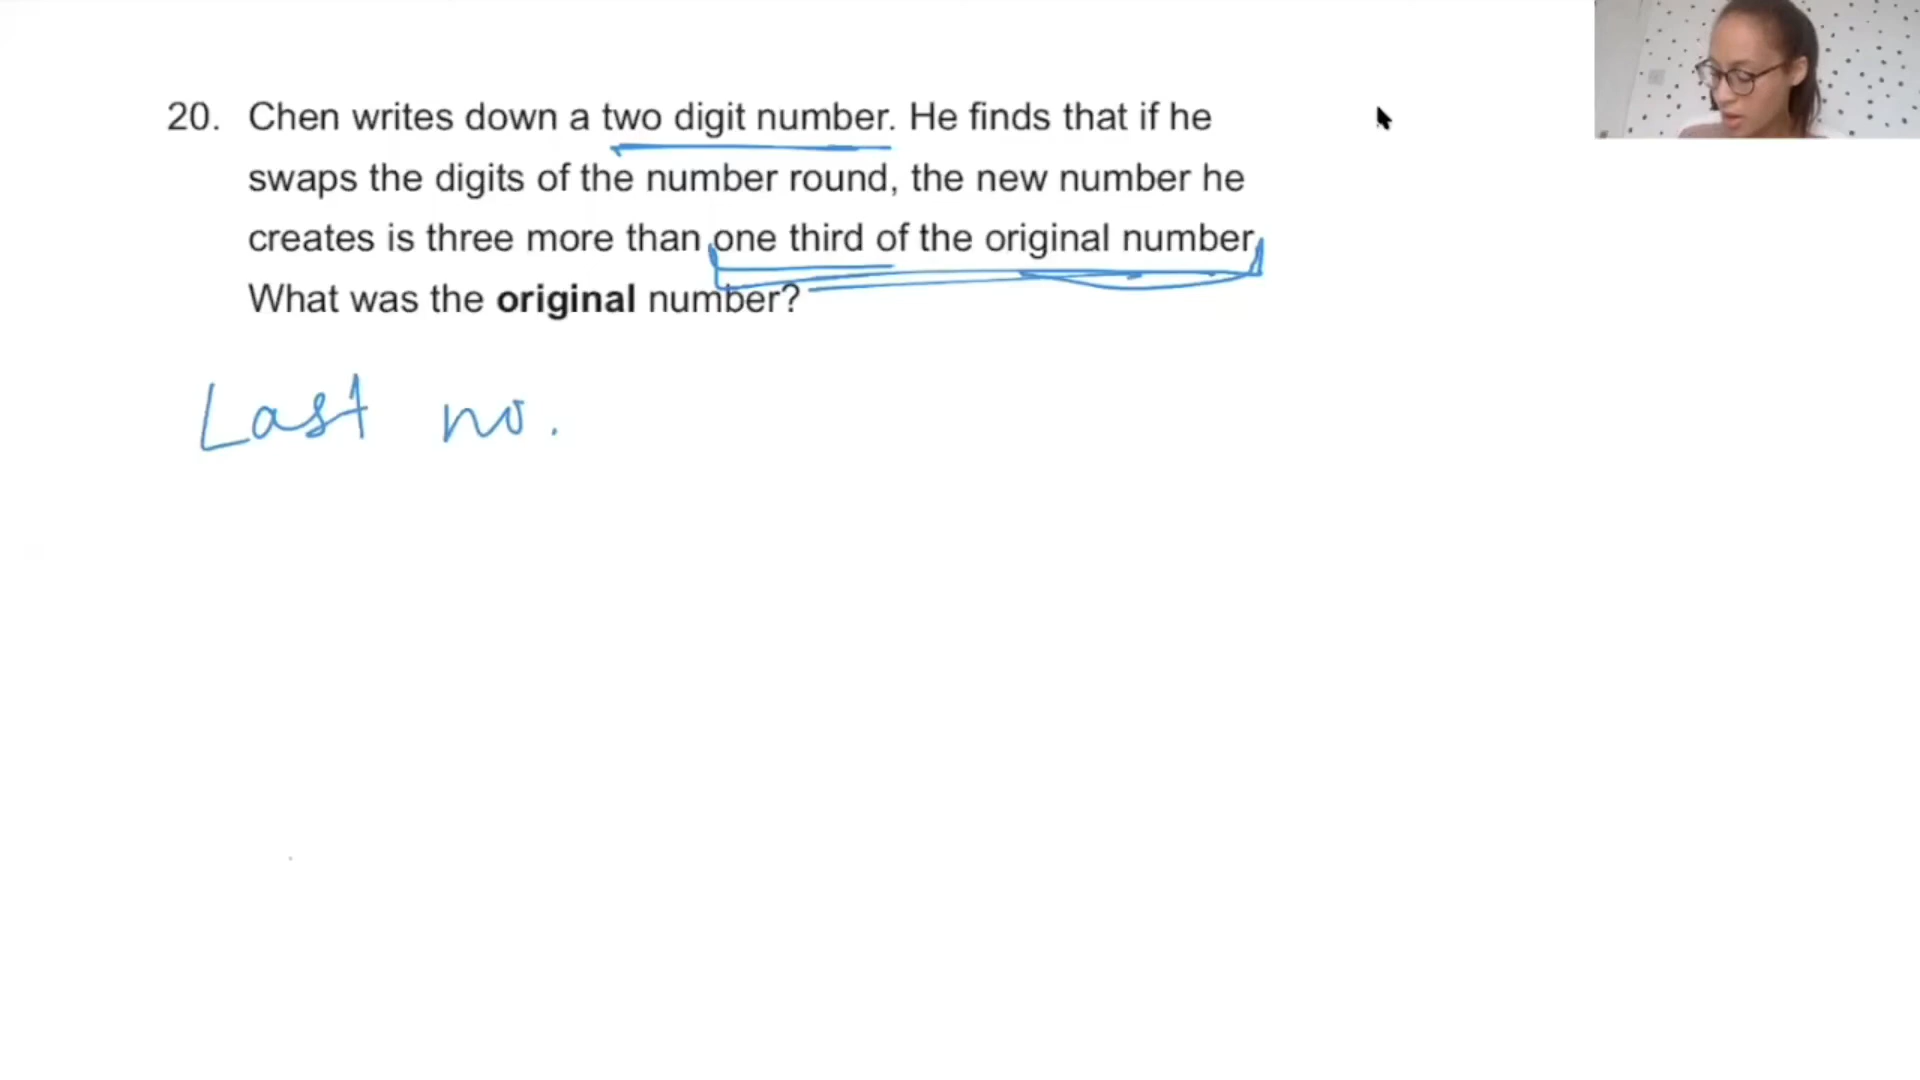 20. Chen writes down a two digit number. He finds that if he
swaps the digits of the number round, the new number he
creates is three more than one third of the original number
What was the original number?
Last no.